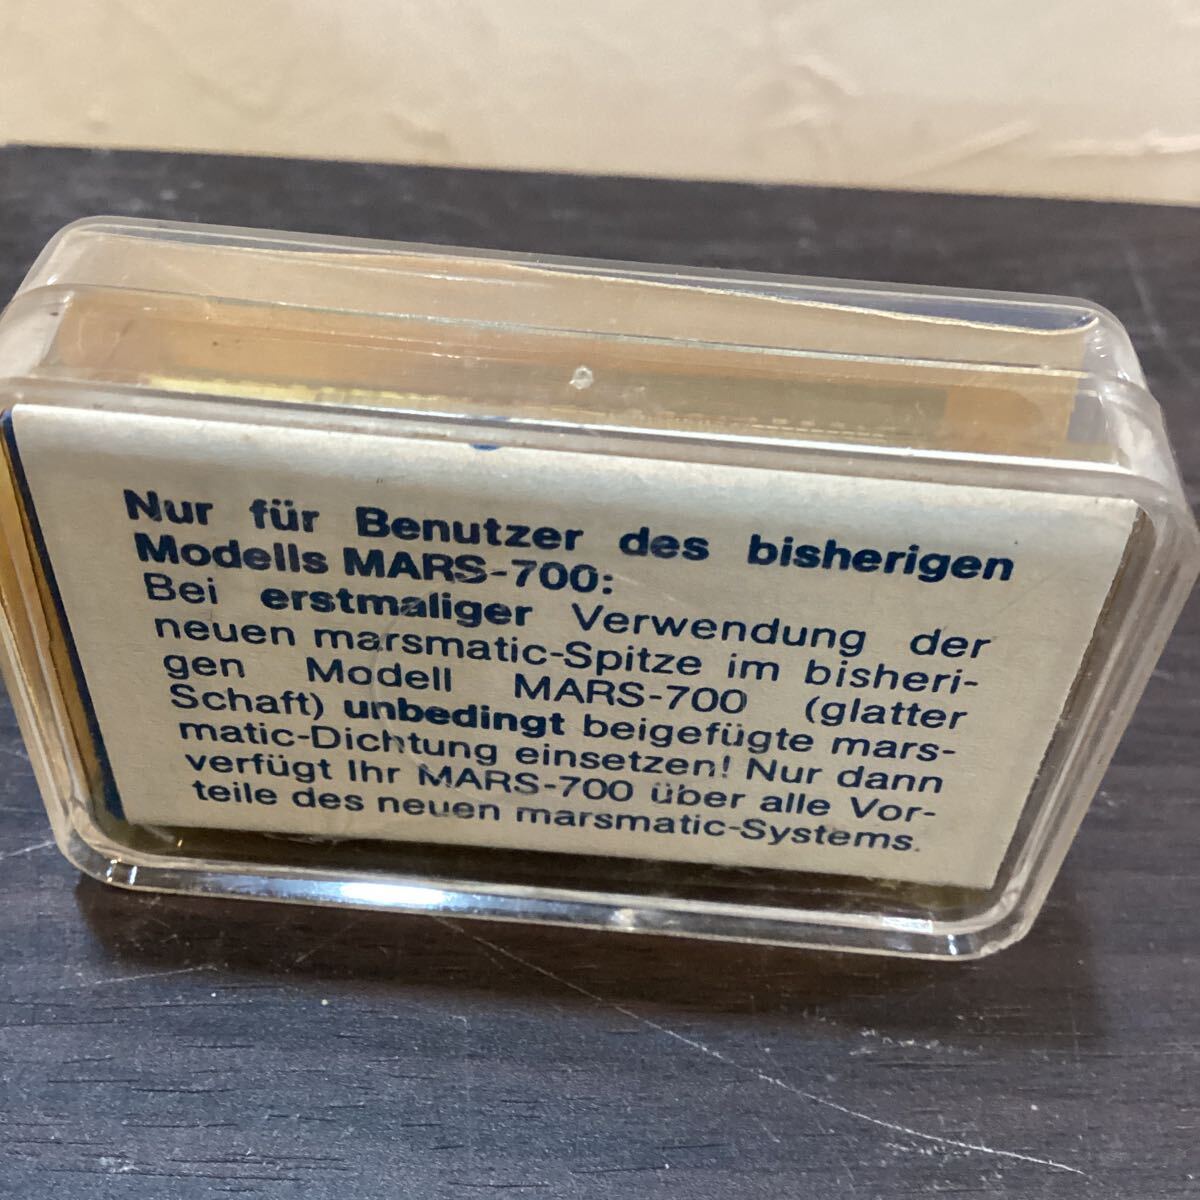 Nur für Benutzer des bisherigen
Modells MARS-700:
Bei erstmaliger Verwendung der
neuen marsmatic-Spitze im bisheri-
gen Modell MARS-700 (glatter
Schaft) unbedingt beigefügte mars-
matic-Dichtung einsetzen! Nur dann
verfügt Ihr MARS-700 über alle Vor-
teile des neuen marsmatic-Systems.